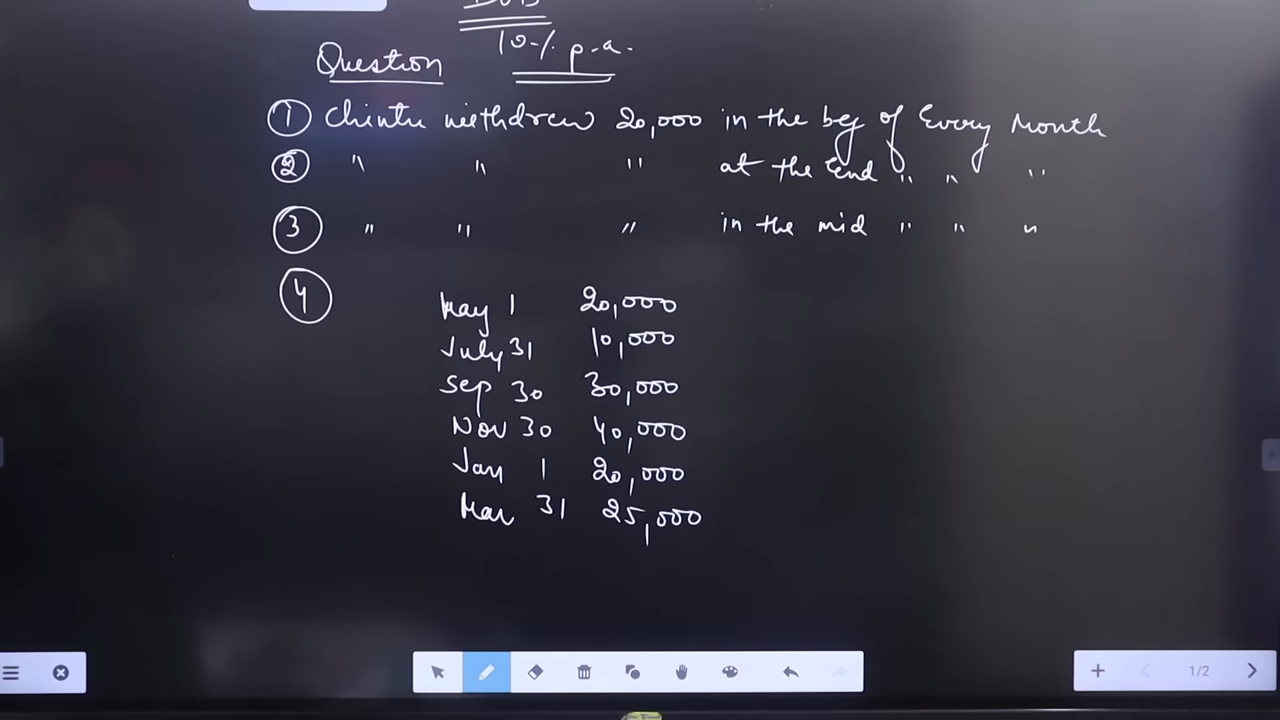 10% p.a.
Question
① Chintu withdrew 20,000 in the beg of Every Month
② " " " at the End " " "
③ " " " in the mid " " "
④
May 1 20,000
July 31 10,000
Sep 30 30,000
Nov 30 40,000
Jan 1 20,000
Mar 31 25,000
1/2